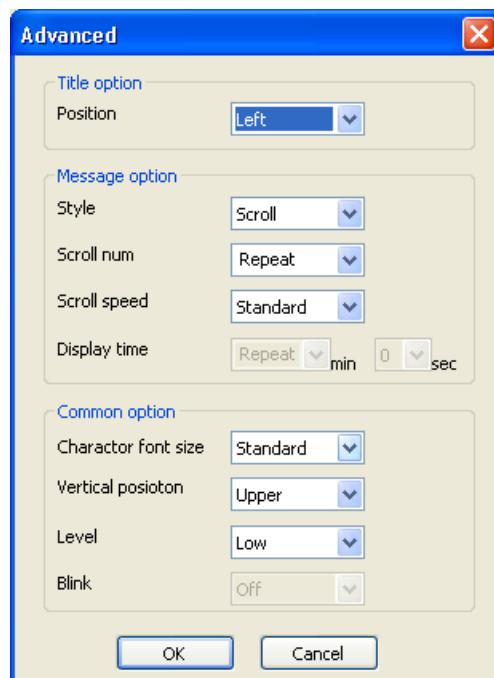 Advanced
Title option
Position Left
Message option
Style Scroll
Scroll num Repeat
Scroll speed Standard
Display time Repeat min 0 sec
Common option
Charactor font size Standard
Vertical posioton Upper
Level Low
Blink Off
OK Cancel